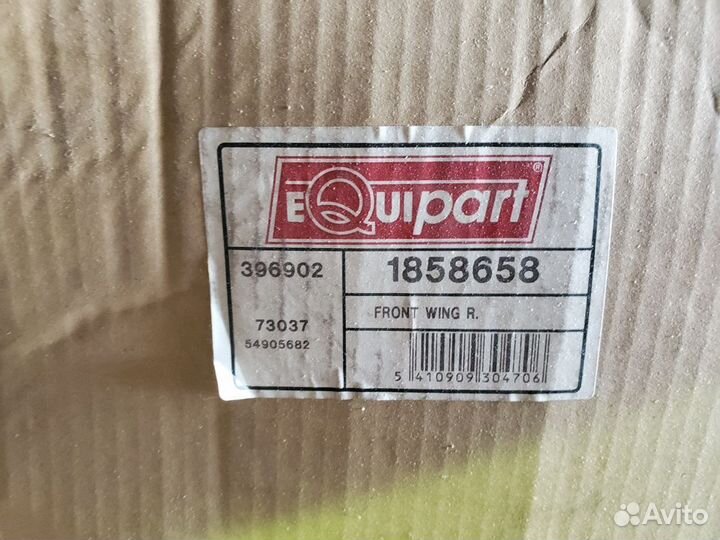 EQUIpart®
396902
1858658
73037
54905682
FRONT WING R.
5 410909 304706
Avito